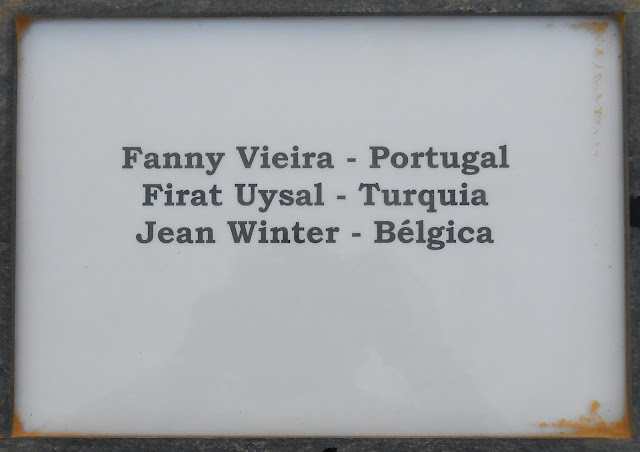 Fanny Vieira - Portugal
Firat Uysal - Turquia
Jean Winter - Bélgica